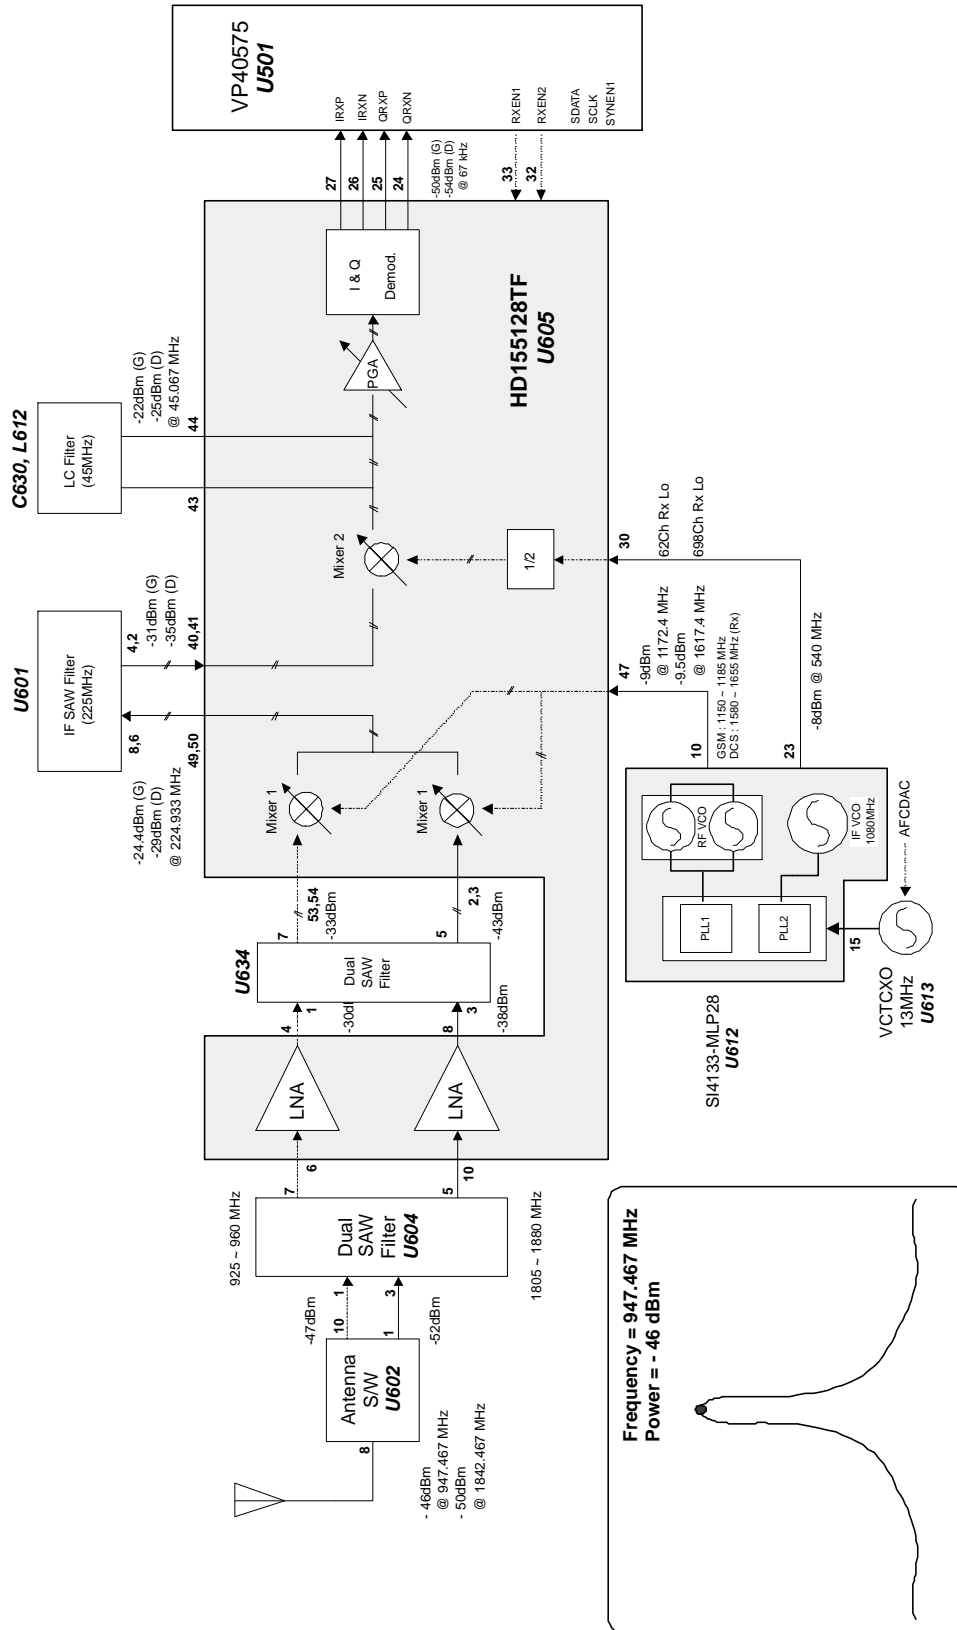 VP40575
U501
IRXP
IRXN
QRXP
QRXN
RXEN1
RXEN2
SDATA
SCLK
SYNEN1
27
26
25
24
-50dBm (G)
-54dBm (D)
@ 67 kHz
33
32
I & Q
Demod.
PGA
HD155128TF
U605
C630, L612
LC Filter
(45MHz)
-22dBm (G)
-25dBm (D)
@ 45.067 MHz
43
44
U601
IF SAW Filter
(225MHz)
4,2
-31dBm (G)
-35dBm (D)
40,41
8,6
49,50
-24.4dBm (G)
-29dBm (D)
@ 224.933 MHz
Mixer 2
1/2
30
62Ch Rx Lo
698Ch Rx Lo
47
-9dBm
@ 1172.4 MHz
-9.5dBm
@ 1617.4 MHz
GSM : 1150 ~ 1185 MHz
DCS : 1580 ~ 1655 MHz (Rx)
10
23
-8dBm @ 540 MHz
Mixer 1
Mixer 1
53,54
-33dBm
7
2,3
-43dBm
5
U634
Dual
SAW
Filter
1
-30d
4
3
-38dBm
8
LNA
LNA
6
10
RF VCO
IF VCO
1080MHz
PLL1
PLL2
15
AFCDAC
VCTCXO
13MHz
U613
SI4133-MLP28
U612
925 ~ 960 MHz
7
5
Dual
SAW
Filter
U604
1805 ~ 1880 MHz
-47dBm
10
1
1
3
-52dBm
Antenna
S/W
U602
8
- 46dBm
@ 947.467 MHz
- 50dBm
@ 1842.467 MHz
Frequency = 947.467 MHz
Power = - 46 dBm